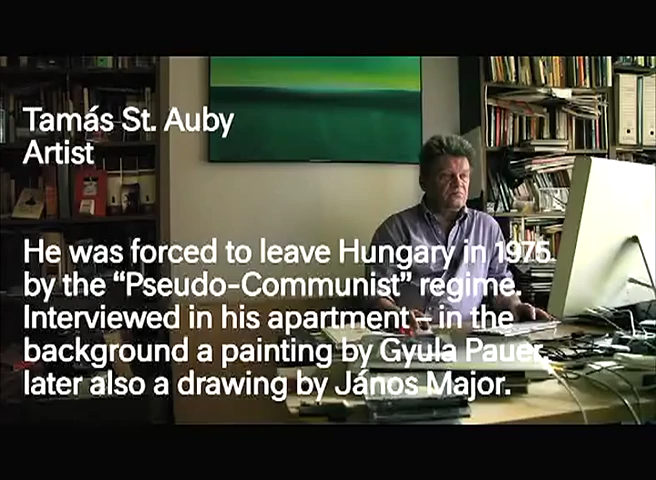 Tamás St. Auby
Artist
He was forced to leave Hungary in 1975
by the “Pseudo-Communist” regime.
Interviewed in his apartment – in the
background a painting by Gyula Pauer,
later also a drawing by János Major.